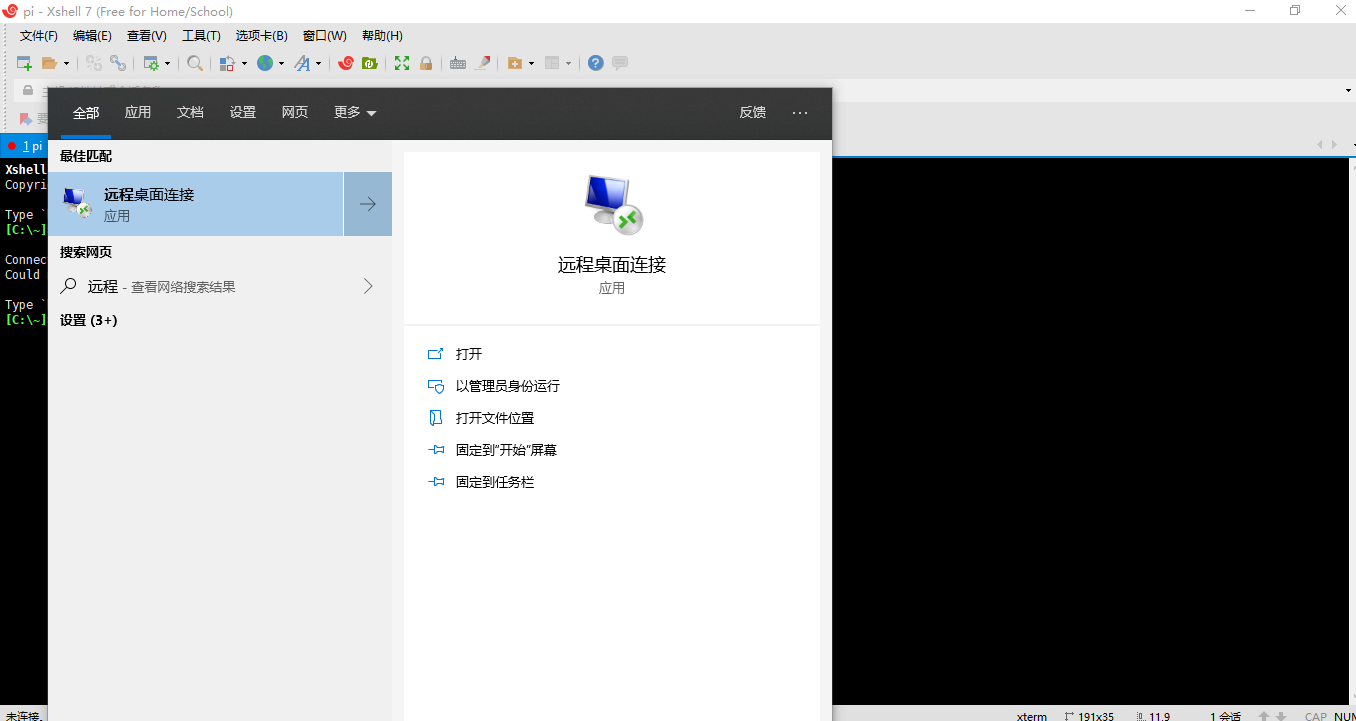 pi - Xshell 7 (Free for Home/School)
文件(F) 编辑(E) 查看(V) 工具(T) 选项卡(B) 窗口(W) 帮助(H)
全部 应用 文档 设置 网页 更多 反馈 ...
1 pi
最佳匹配
远程桌面连接
应用
搜索网页
远程 - 查看网络搜索结果
设置 (3+)
远程桌面连接
应用
打开
以管理员身份运行
打开文件位置
固定到"开始"屏幕
固定到任务栏
Xshell
Copyri
Type `
[C:\~]
Connec
Could
Type `
[C:\~]
未连接。 xterm 191x35 11.9 1 会话 CAP NUM